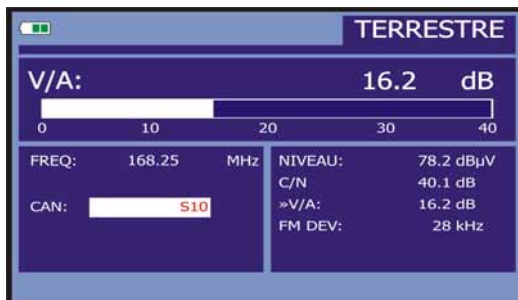 TERRESTRE
V/A: 16.2 dB
0 10 20 30 40
FREQ: 168.25 MHz
CAN: S10
NIVEAU: 78.2 dBµV
C/N 40.1 dB
»V/A: 16.2 dB
FM DEV: 28 kHz